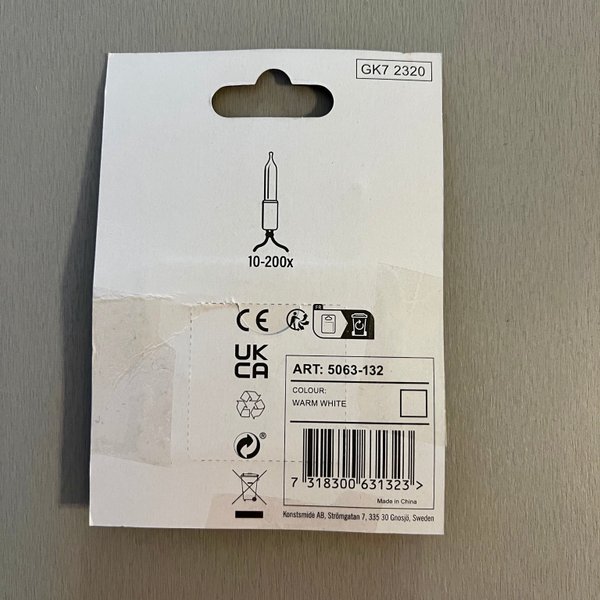 GK7 2320
10-200x
CE
FR
UK
CA
ART: 5063-132
COLOUR:
WARM WHITE
®
7 318300 631323 >
Made in China
Konstsmide AB, Strömgatan 7, 335 30 Gnosjö, Sweden